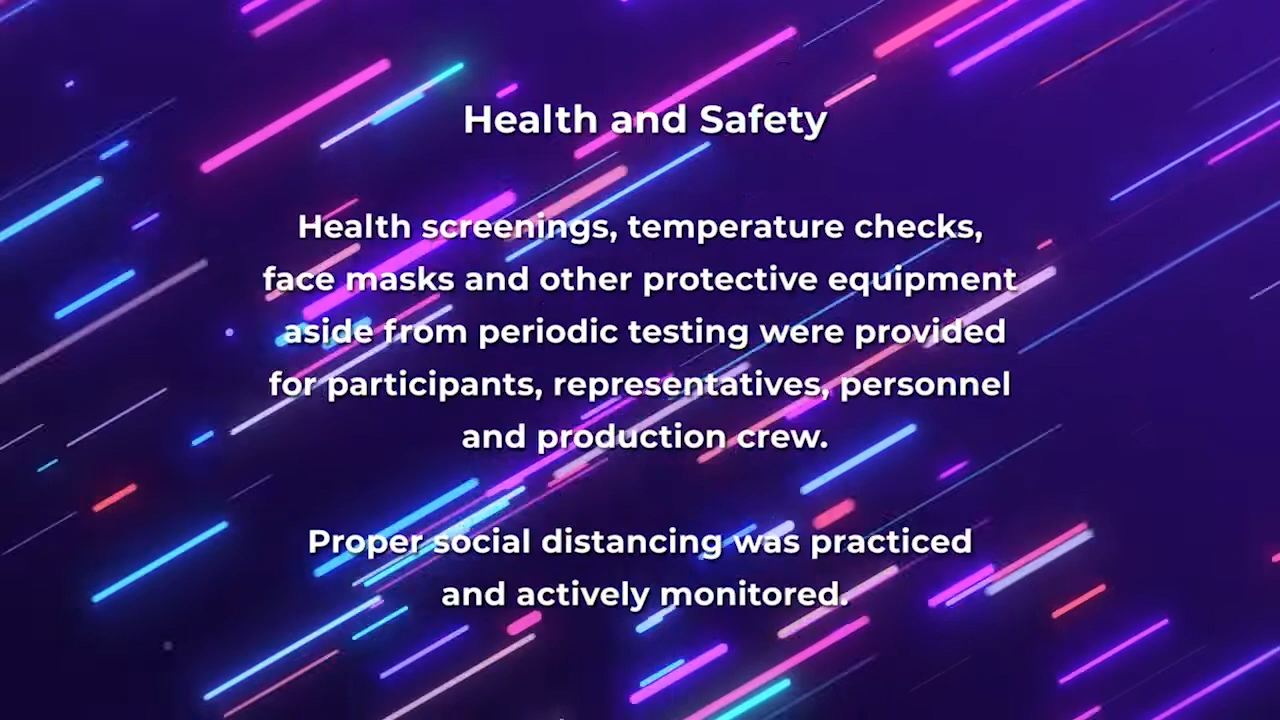 Health and Safety
Health screenings, temperature checks,
face masks and other protective equipment
aside from periodic testing were provided
for participants, representatives, personnel
and production crew.
Proper social distancing was practiced
and actively monitored.